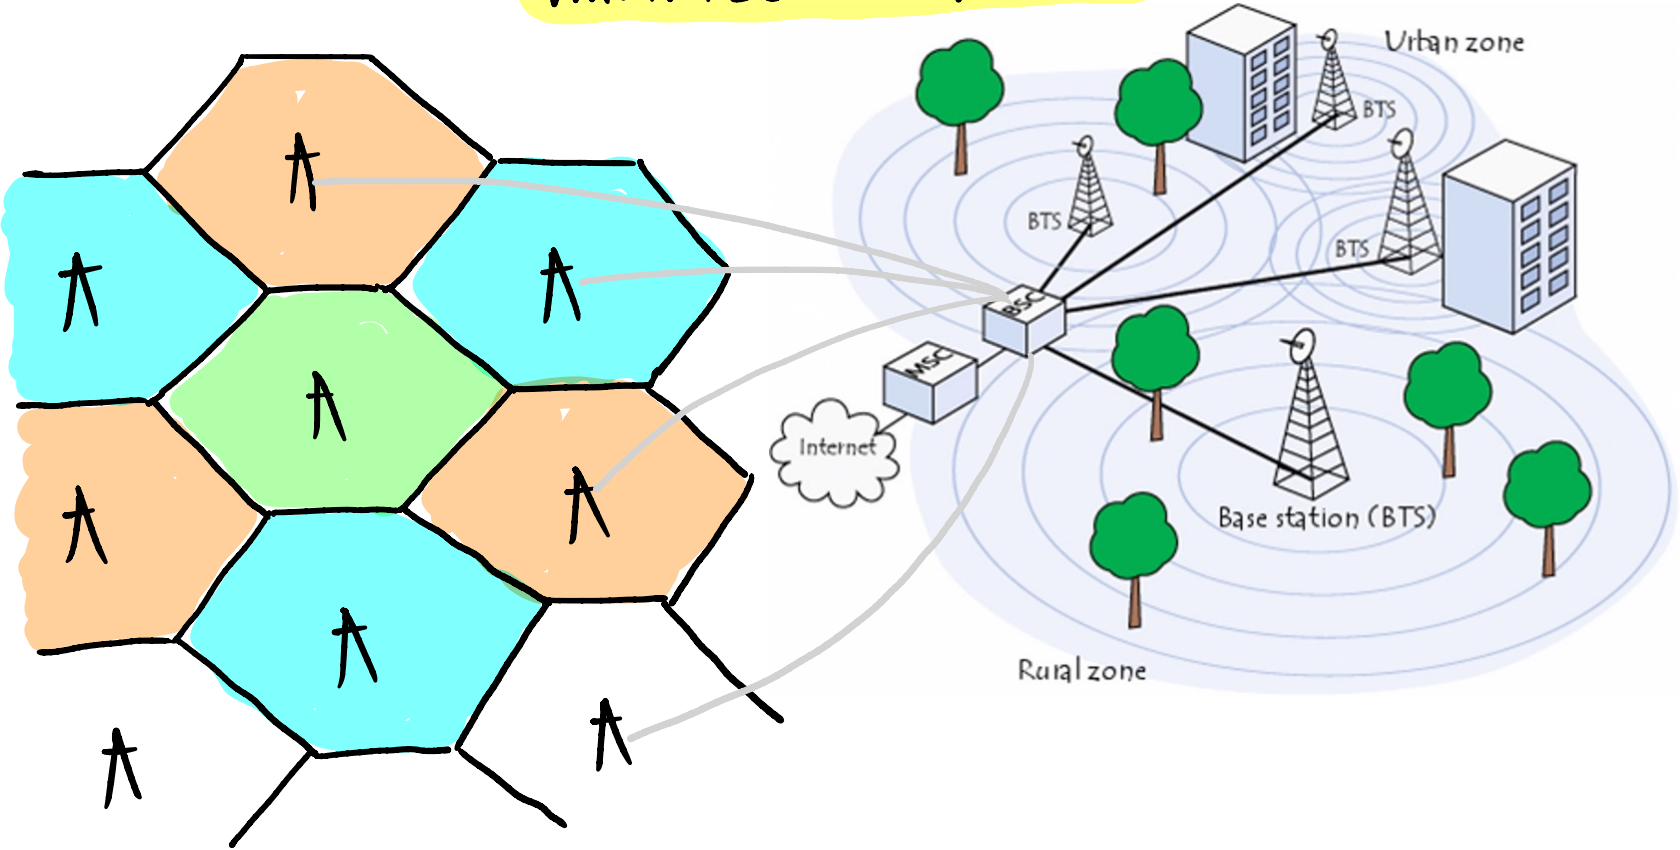 Urban zone
BTS
BTS
BTS
BSC
MSC
Internet
Base station (BTS)
Rural zone